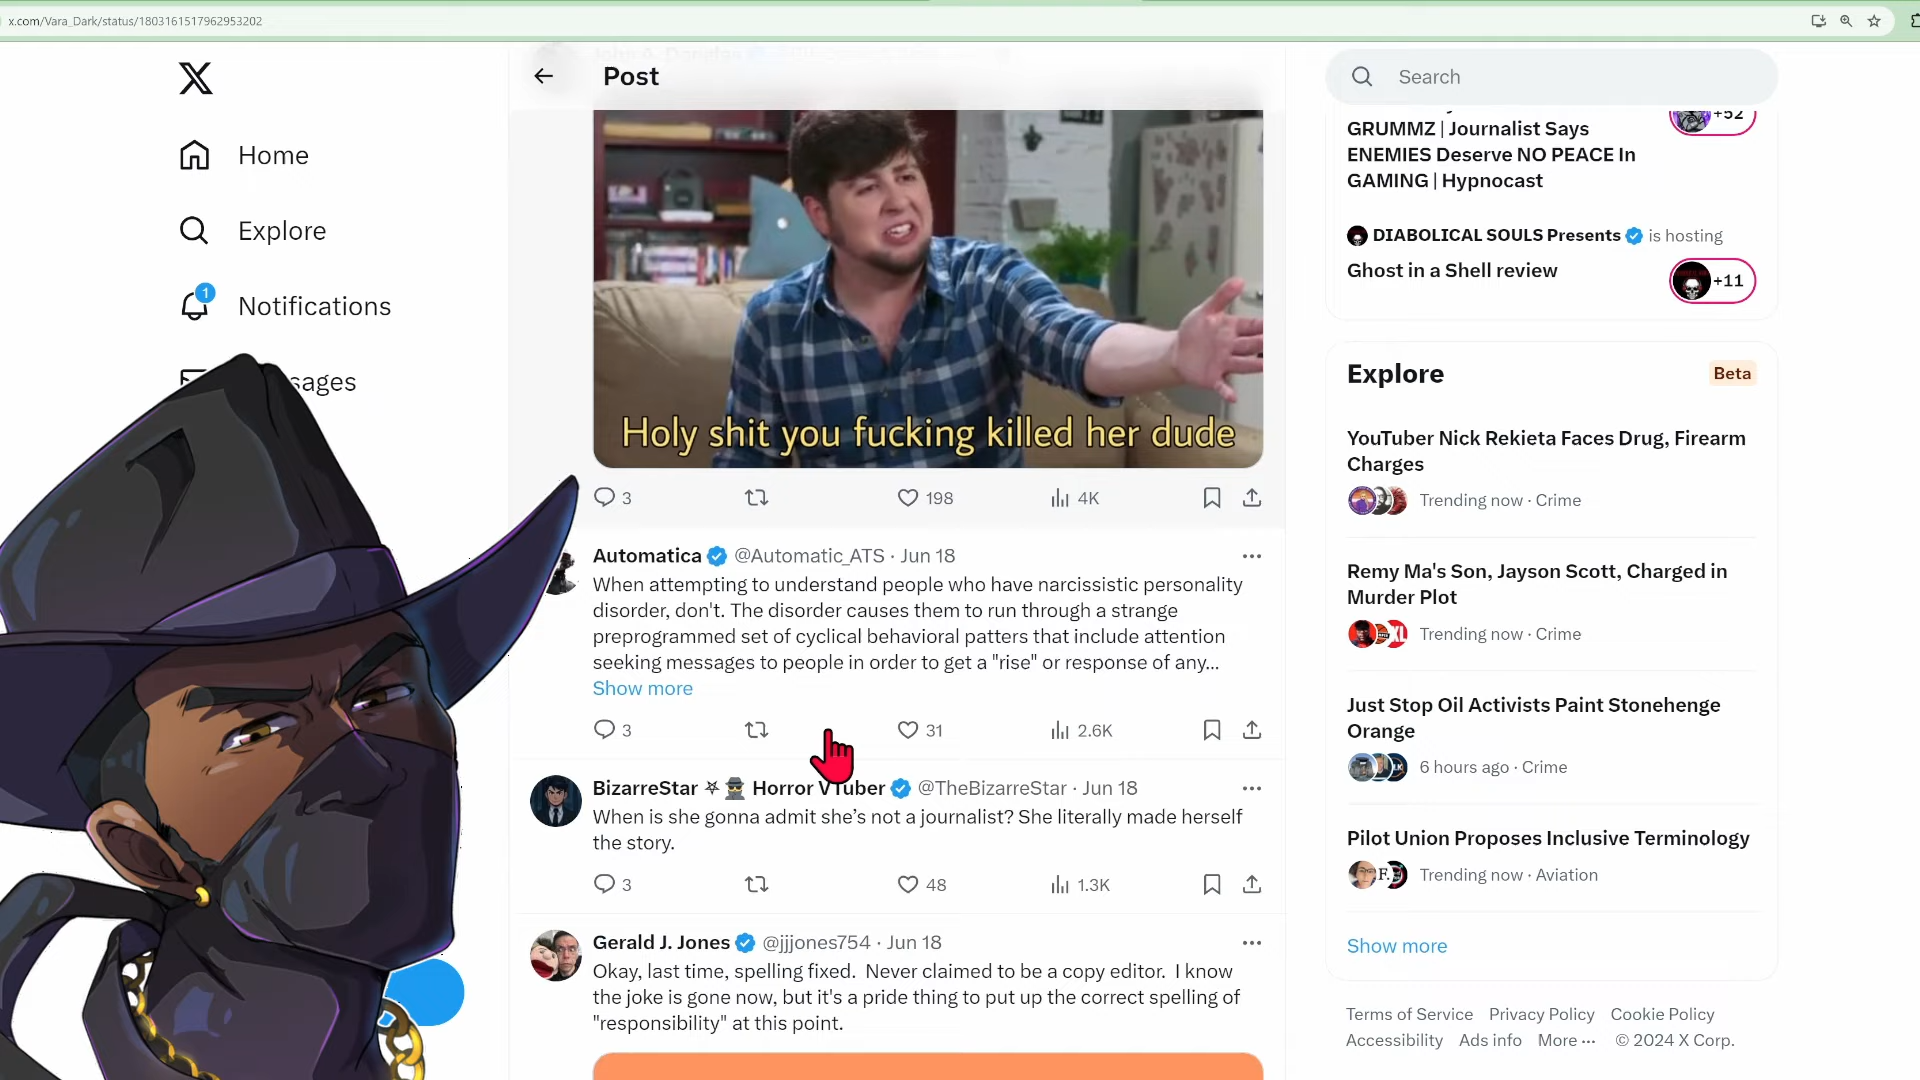 x.com/Vara_Dark/status/1803161517962953202
Post
Search
Home
Explore
1
Notifications
sages
Holy shit you fucking killed her dude
3
198
4K
Automatica @Automatic_ATS · Jun 18
When attempting to understand people who have narcissistic personality
disorder, don't. The disorder causes them to run through a strange
preprogrammed set of cyclical behavioral patters that include attention
seeking messages to people in order to get a "rise" or response of any...
Show more
3
31
2.6K
BizarreStar Horror VTuber @TheBizarreStar · Jun 18
When is she gonna admit she’s not a journalist? She literally made herself
the story.
3
48
1.3K
Gerald J. Jones @jjjones754 · Jun 18
Okay, last time, spelling fixed. Never claimed to be a copy editor. I know
the joke is gone now, but it's a pride thing to put up the correct spelling of
"responsibility" at this point.
GRUMMZ | Journalist Says
ENEMIES Deserve NO PEACE In
GAMING | Hypnocast
+52
DIABOLICAL SOULS Presents is hosting
Ghost in a Shell review
+11
Explore
Beta
YouTuber Nick Rekieta Faces Drug, Firearm
Charges
Trending now · Crime
Remy Ma's Son, Jayson Scott, Charged in
Murder Plot
Trending now · Crime
Just Stop Oil Activists Paint Stonehenge
Orange
6 hours ago · Crime
Pilot Union Proposes Inclusive Terminology
Trending now · Aviation
Show more
Terms of Service Privacy Policy Cookie Policy
Accessibility Ads info More ··· © 2024 X Corp.